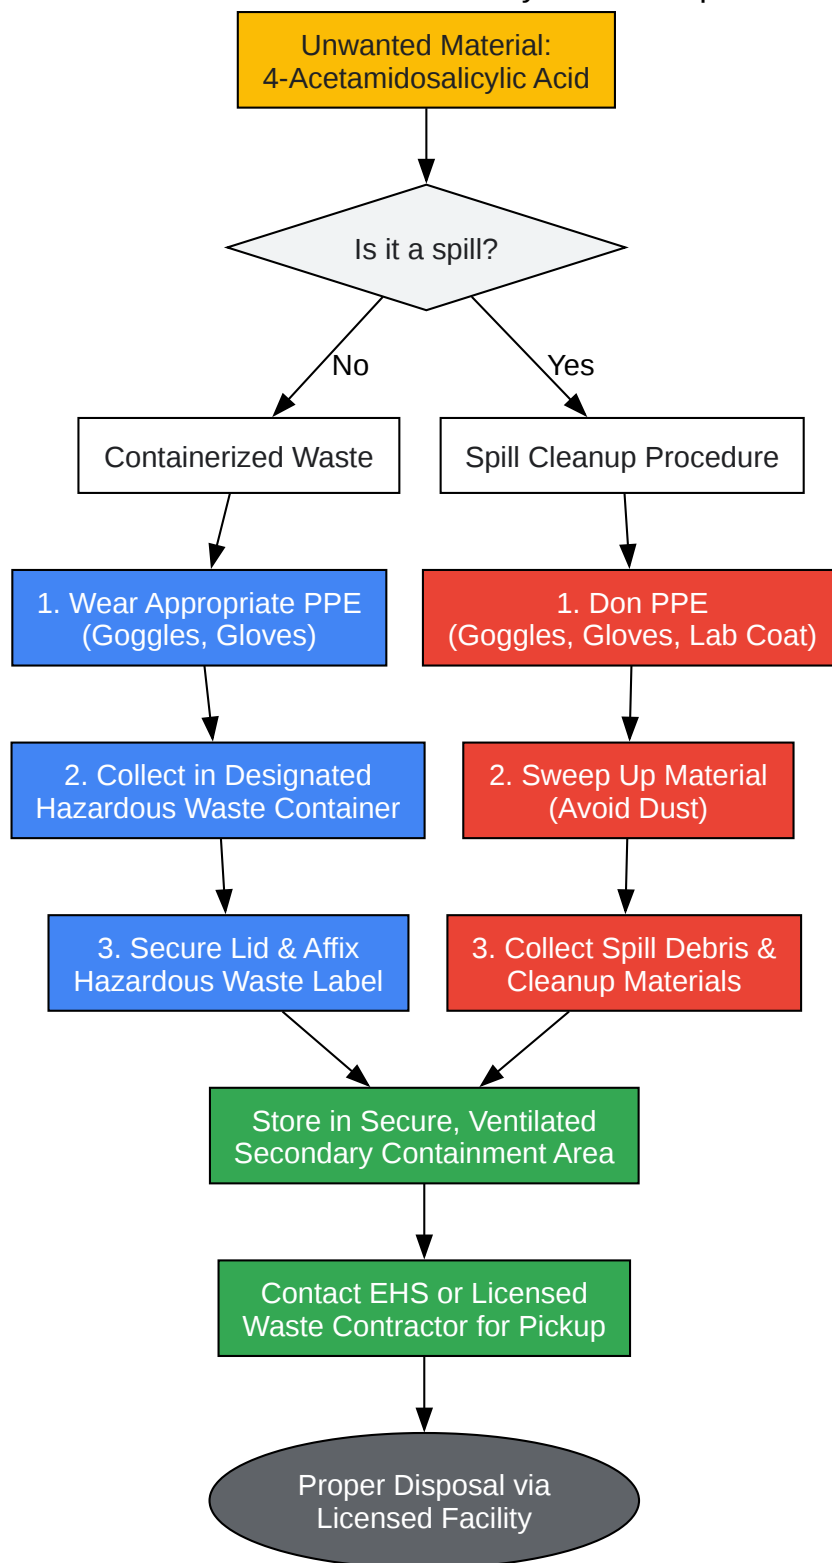 Unwanted Material:
4-Acetamidosalicylic Acid
Is it a spill?
No
Yes
Containerized Waste
Spill Cleanup Procedure
1. Wear Appropriate PPE
(Goggles, Gloves)
1. Don PPE
(Goggles, Gloves, Lab Coat)
2. Collect in Designated
Hazardous Waste Container
2. Sweep Up Material
(Avoid Dust)
3. Secure Lid & Affix
Hazardous Waste Label
3. Collect Spill Debris &
Cleanup Materials
Store in Secure, Ventilated
Secondary Containment Area
Contact EHS or Licensed
Waste Contractor for Pickup
Proper Disposal via
Licensed Facility